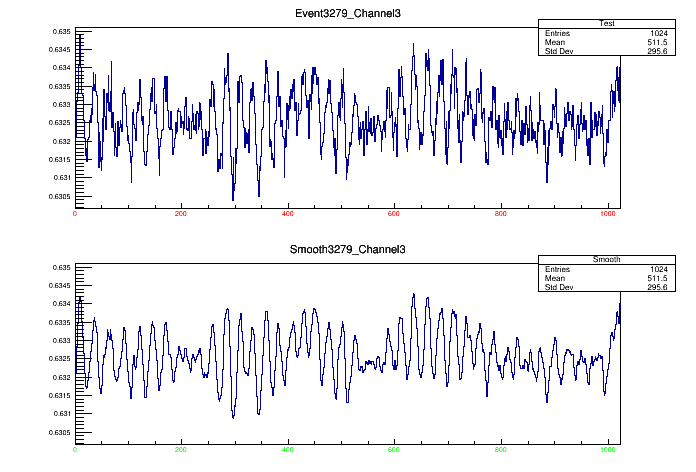 Event3279_Channel3
Test
Entries 1024
Mean 511.5
Std Dev 295.6
0.635
0.6345
0.634
0.6335
0.633
0.6325
0.632
0.6315
0.631
0.6305
0 200 400 600 800 1000
Smooth3279_Channel3
Smooth
Entries 1024
Mean 511.5
Std Dev 295.6
0.635
0.6345
0.634
0.6335
0.633
0.6325
0.632
0.6315
0.631
0.6305
0 200 400 600 800 1000